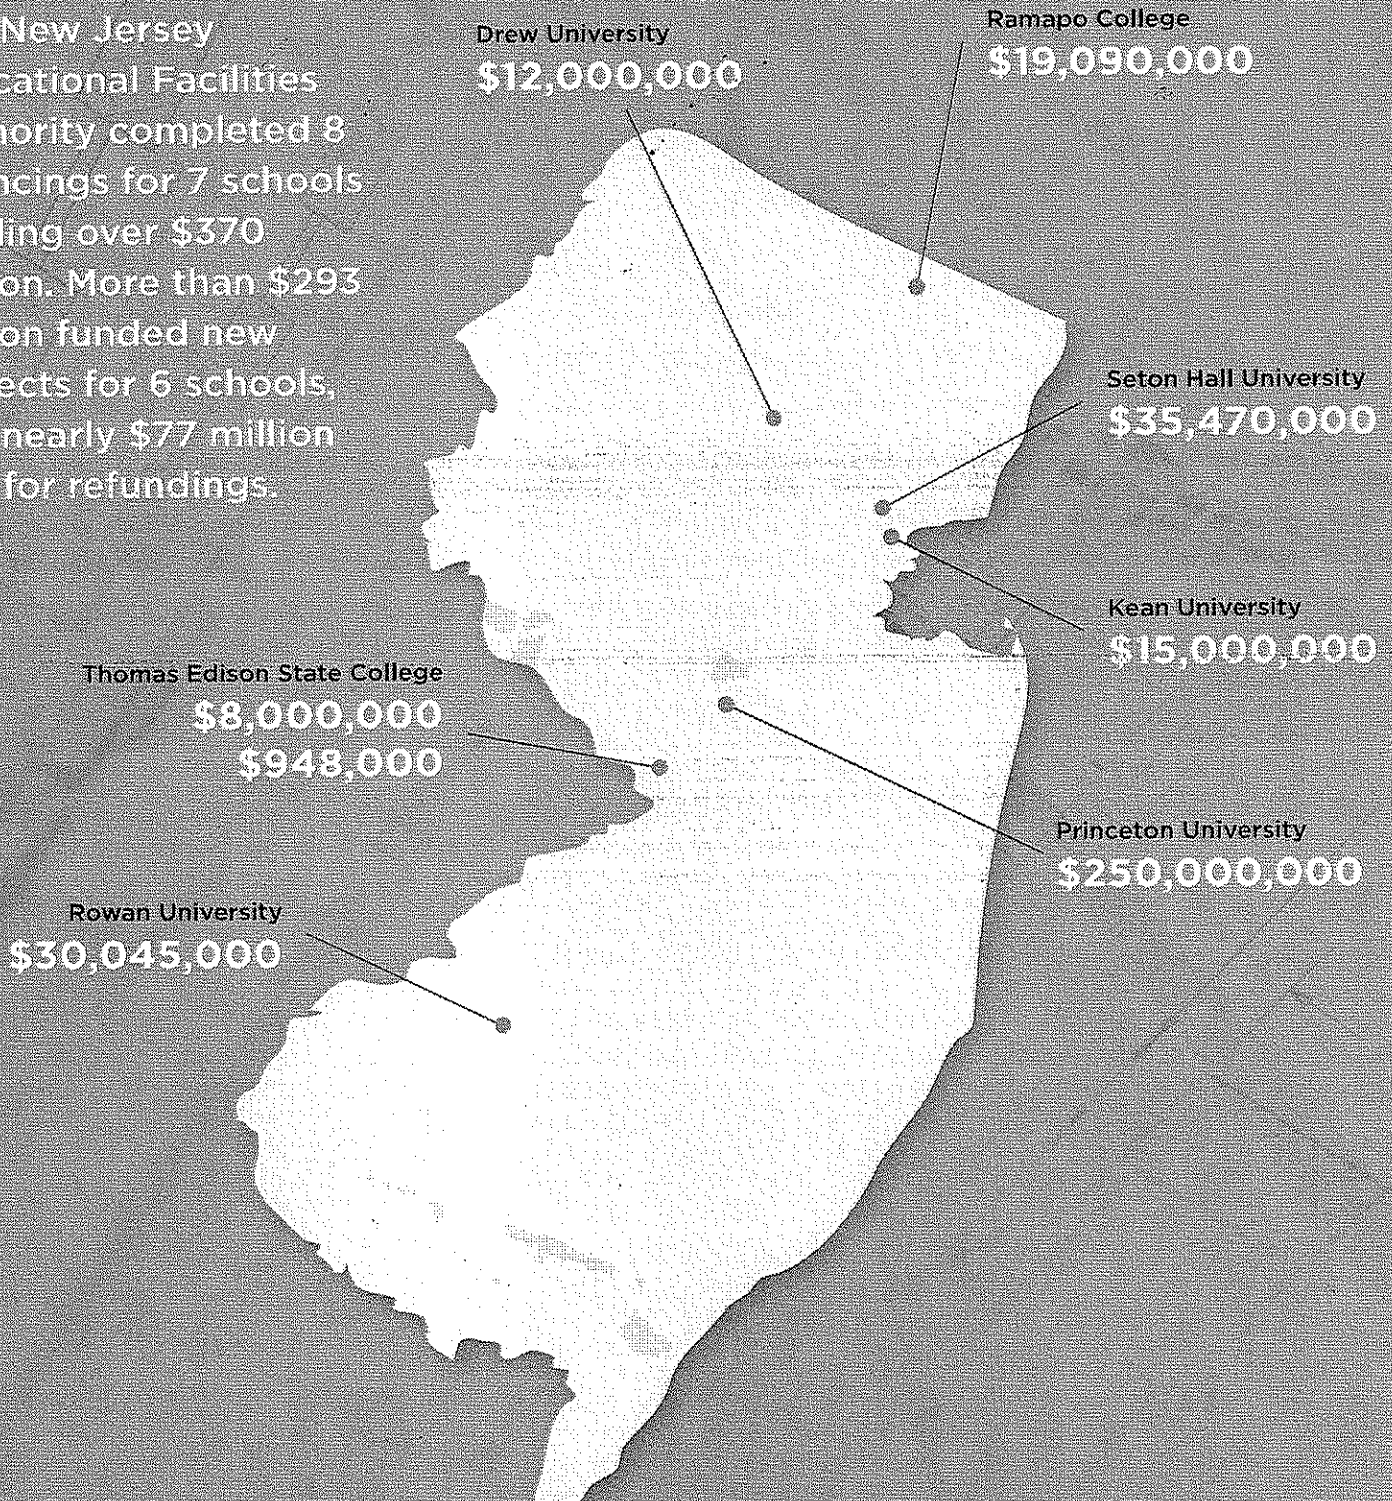 New Jersey
cational Facilities
hority completed 8
ncings for 7 schools
ling over $370
on. More than $293
on funded new
ects for 6 schools,
nearly $77 million
for refundings.
Drew University
$12,000,000
Ramapo College
$19,090,000
Seton Hall University
$35,470,000
Kean University
$15,000,000
Thomas Edison State College
$8,000,000
$948,000
Princeton University
$250,000,000
Rowan University
$30,045,000